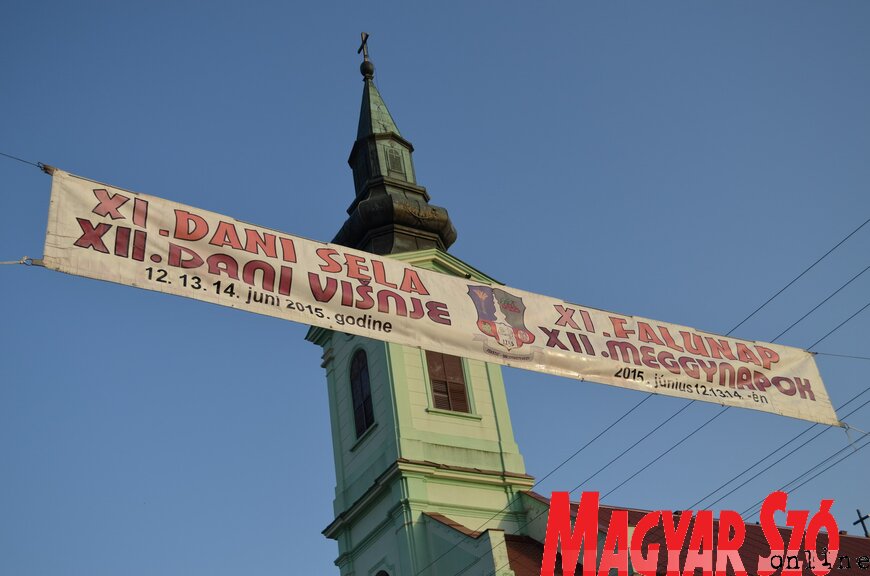 XI. DANI SELA
XII. DANI VIŠNJE
12. 13. 14. juni 2015. godine
XI. FALUNAP
XII. MEGGYNAPOK
2015. június 12.13.14. -én
MAGYAR SZÓ
online